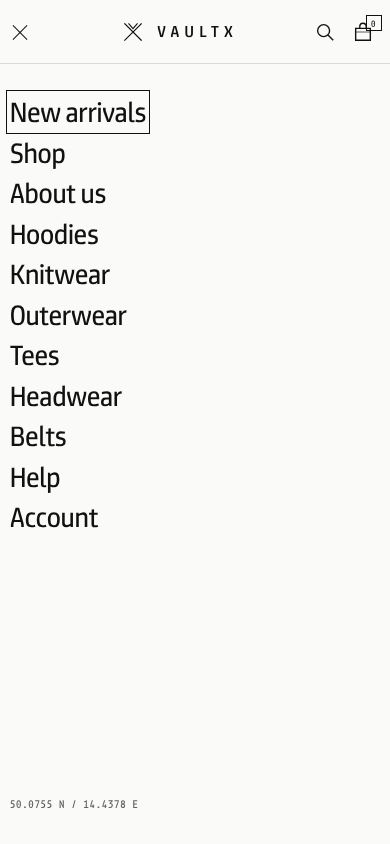 VAULTX
0
New arrivals
Shop
About us
Hoodies
Knitwear
Outerwear
Tees
Headwear
Belts
Help
Account
50.0755 N / 14.4378 E